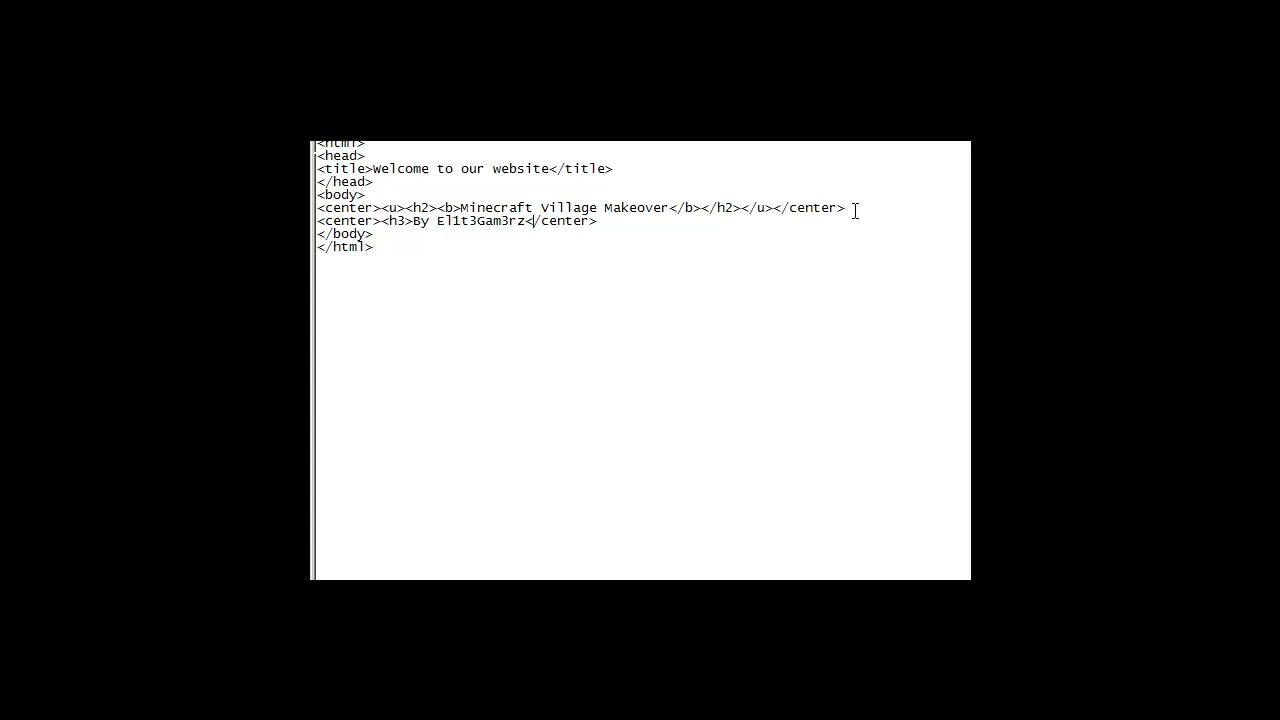 <html>
<head>
<title>Welcome to our website</title>
</head>
<body>
<center><u><h2><b>Minecraft Village Makeover</b></h2></u></center>
<center><h3>By El1t3Gam3rz</center>
</body>
</html>